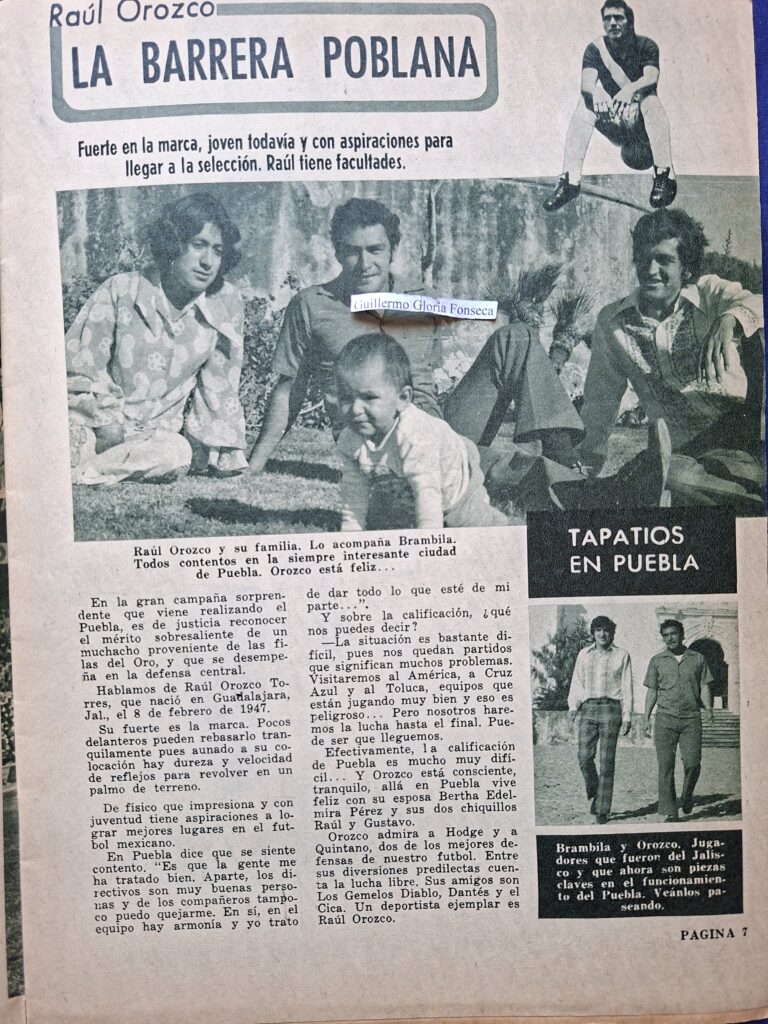 Raúl Orozco
LA BARRERA POBLANA
Fuerte en la marca, joven todavía y con aspiraciones para
llegar a la selección. Raúl tiene facultades.
Guillermo Gloria Fonseca
Raúl Orozco y su familia. Lo acompaña Brambila.
Todos contentos en la siempre interesante ciudad
de Puebla. Orozco está feliz...
En la gran campaña sorpren-
dente que viene realizando el
Puebla, es de justicia reconocer
el mérito sobresaliente de un
muchacho proveniente de las fi-
las del Oro, y que se desempe-
ña en la defensa central.
Hablamos de Raúl Orozco To-
rres, que nació en Guadalajara,
Jal., el 8 de febrero de 1947.
Su fuerte es la marca. Pocos
delanteros pueden rebasarlo tran-
quilamente pues aunado a su co-
locación hay dureza y velocidad
de reflejos para revolver en un
palmo de terreno.
De físico que impresiona y con
juventud tiene aspiraciones a lo-
grar mejores lugares en el fut-
bol mexicano.
En Puebla dice que se siente
contento. "Es que la gente me
ha tratado bien. Aparte, los di-
rectivos son muy buenas perso-
nas y de los compañeros tampo-
co puedo quejarme. En sí, en el
equipo hay armonía y yo trato
de dar todo lo que esté de mi
parte...".
Y sobre la calificación, ¿qué
nos puedes decir?
—La situación es bastante di-
fícil, pues nos quedan partidos
que significan muchos problemas.
Visitaremos al América, a Cruz
Azul y al Toluca, equipos que
están jugando muy bien y eso es
peligroso... Pero nosotros hare-
mos la lucha hasta el final. Pue-
de ser que lleguemos.
Efectivamente, la calificación
de Puebla es mucho muy difí-
cil... Y Orozco está consciente,
tranquilo, allá en Puebla vive
feliz con su esposa Bertha Edel-
mira Pérez y sus dos chiquillos
Raúl y Gustavo.
Orozco admira a Hodge y a
Quintano, dos de los mejores de-
fensas de nuestro futbol. Entre
sus diversiones predilectas cuen-
ta la lucha libre. Sus amigos son
Los Gemelos Diablo, Dantés y el
Cica. Un deportista ejemplar es
Raúl Orozco.
TAPATIOS
EN PUEBLA
Brambila y Orozco. Juga-
dores que fueron del Jalis-
co y que ahora son piezas
claves en el funcionamien-
to del Puebla. Veánlos pa-
seando.
PAGINA 7